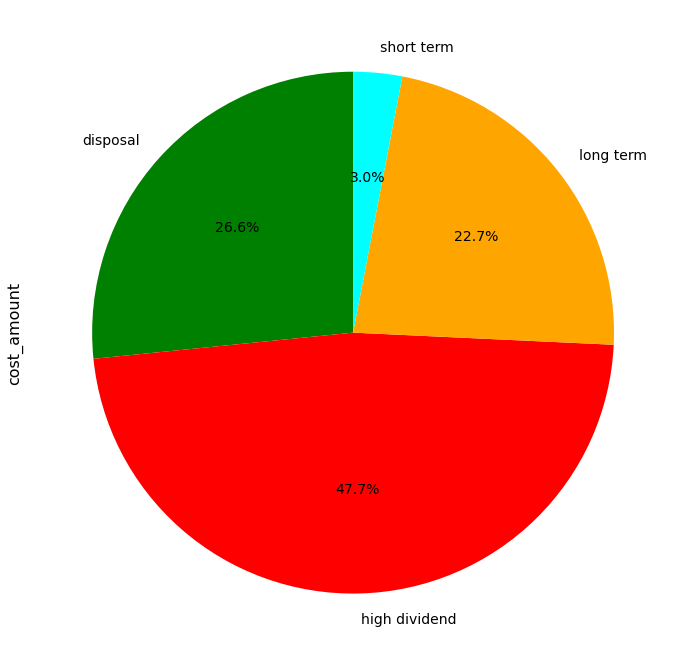 short term
disposal
long term
3.0%
26.6%
22.7%
cost_amount
47.7%
high dividend